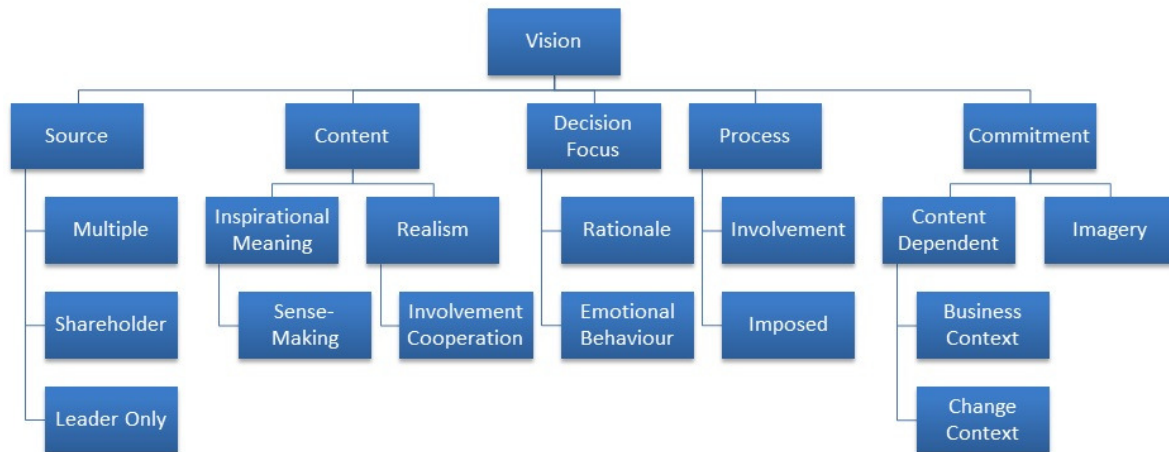 Vision
Source
Content
Decision
Focus
Process
Commitment
Multiple
Inspirational
Meaning
Realism
Rationale
Involvement
Content
Dependent
Imagery
Shareholder
Sense-
Making
Involvement
Cooperation
Emotional
Behaviour
Imposed
Business
Context
Leader Only
Change
Context